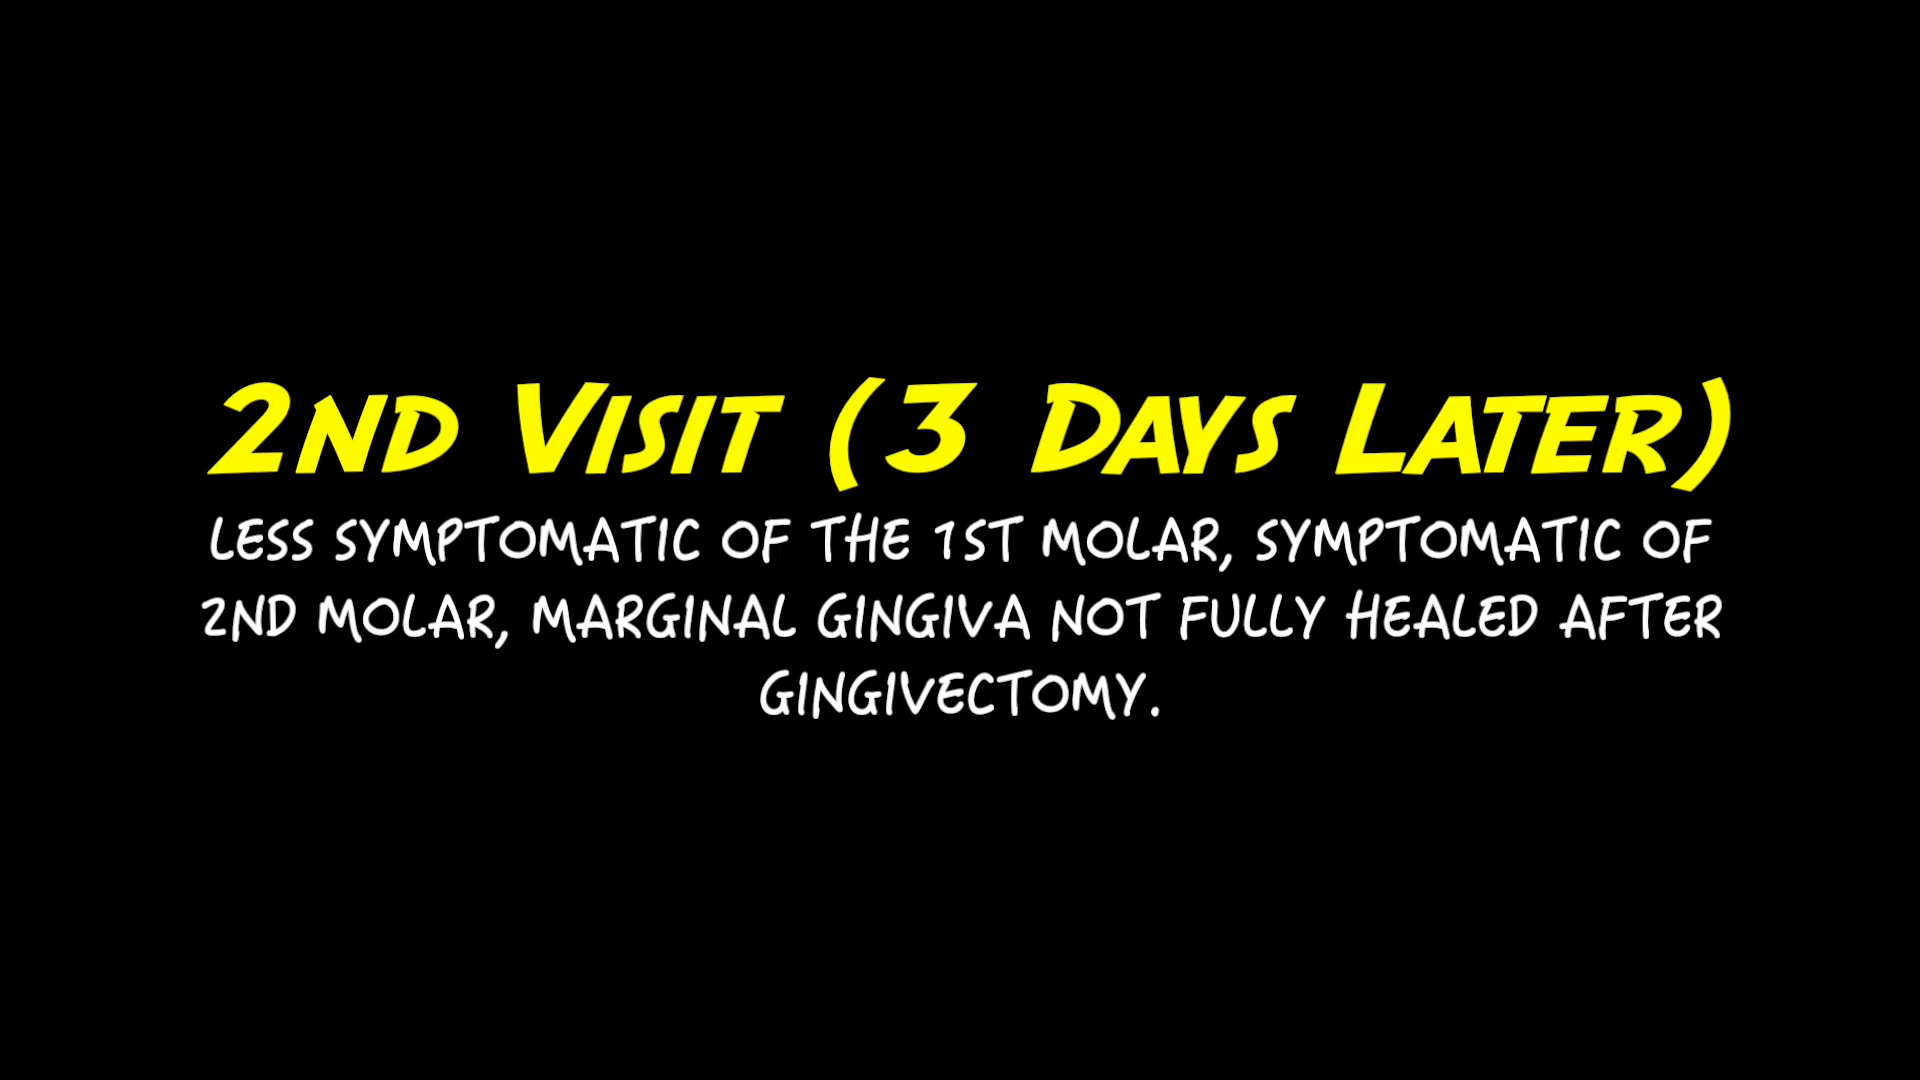 2nd Visit (3 Days Later)
LESS SYMPTOMATIC OF THE 1ST MOLAR, SYMPTOMATIC OF
2ND MOLAR, MARGINAL GINGIVA NOT FULLY HEALED AFTER
GINGIVECTOMY.